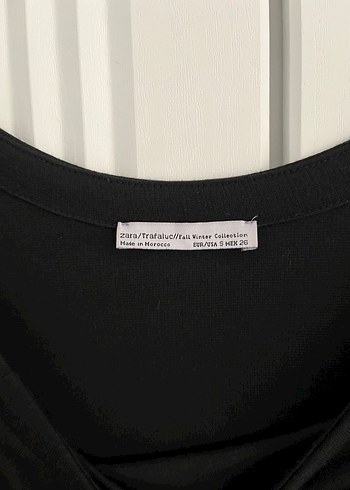 zara/Trafaluc//Fall Winter Collection
Made in Morocco EUR/USA S MEX 26